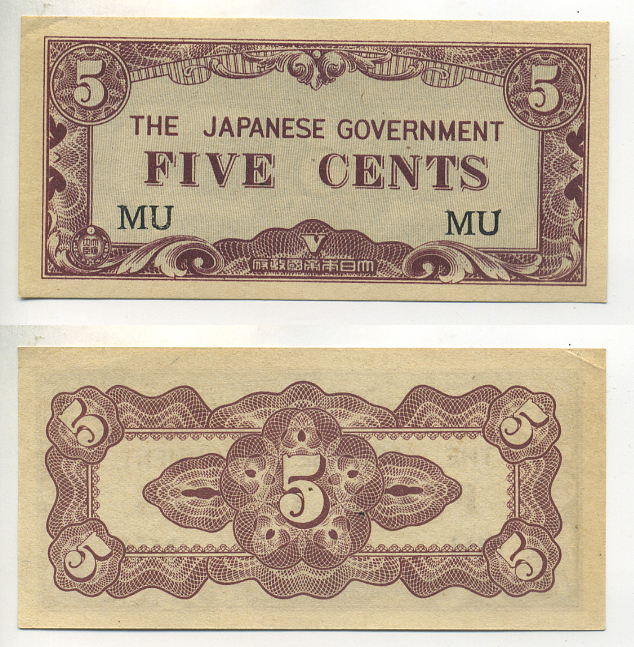 5 5
THE JAPANESE GOVERNMENT
FIVE CENTS
MU MU
V
府政國帝本日大
5 5
5
5 5